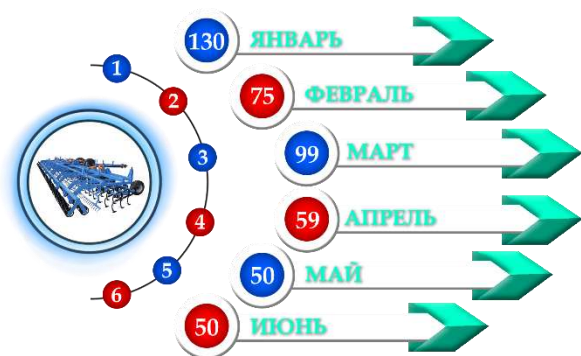 130 ЯНВАРЬ
1
75 ФЕВРАЛЬ
2
99 МАРТ
3
59 АПРЕЛЬ
4
50 МАЙ
5
50 ИЮНЬ
6